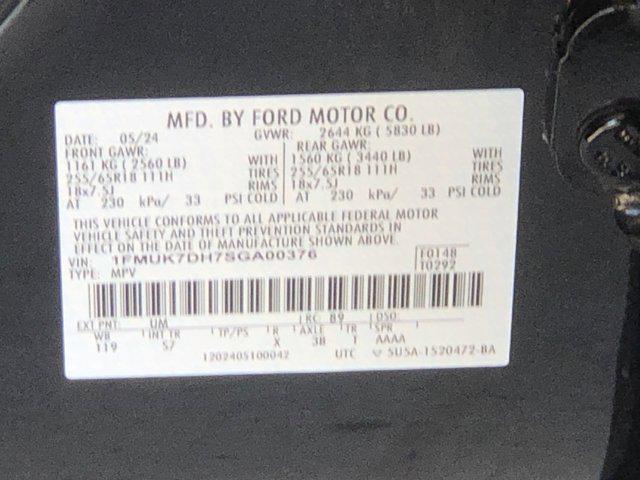 MFD. BY FORD MOTOR CO.
DATE: 05/24 GVWR: 2644 KG ( 5830 LB)
FRONT GAWR: REAR GAWR:
1161 KG ( 2560 LB) WITH 1560 KG ( 3440 LB) WITH
255/65R18 111H TIRES 255/65R18 111H TIRES
18x7.5J RIMS 18x7.5J RIMS
AT 230 kPa/ 33 PSI COLD AT 230 kPa/ 33 PSI COLD
THIS VEHICLE CONFORMS TO ALL APPLICABLE FEDERAL MOTOR
VEHICLE SAFETY AND THEFT PREVENTION STANDARDS IN
EFFECT ON THE DATE OF MANUFACTURE SHOWN ABOVE.
VIN: 1FMUK7DH7SGA00376 F0148
TYPE: MPV T0292
EXT PNT: UM RC: 89 DSO:
WB INT TR TP/PS R AXLE TR SPR
119 S7 X 3B T AAAA
1202405100042 UTC SU5A-1520472-BA